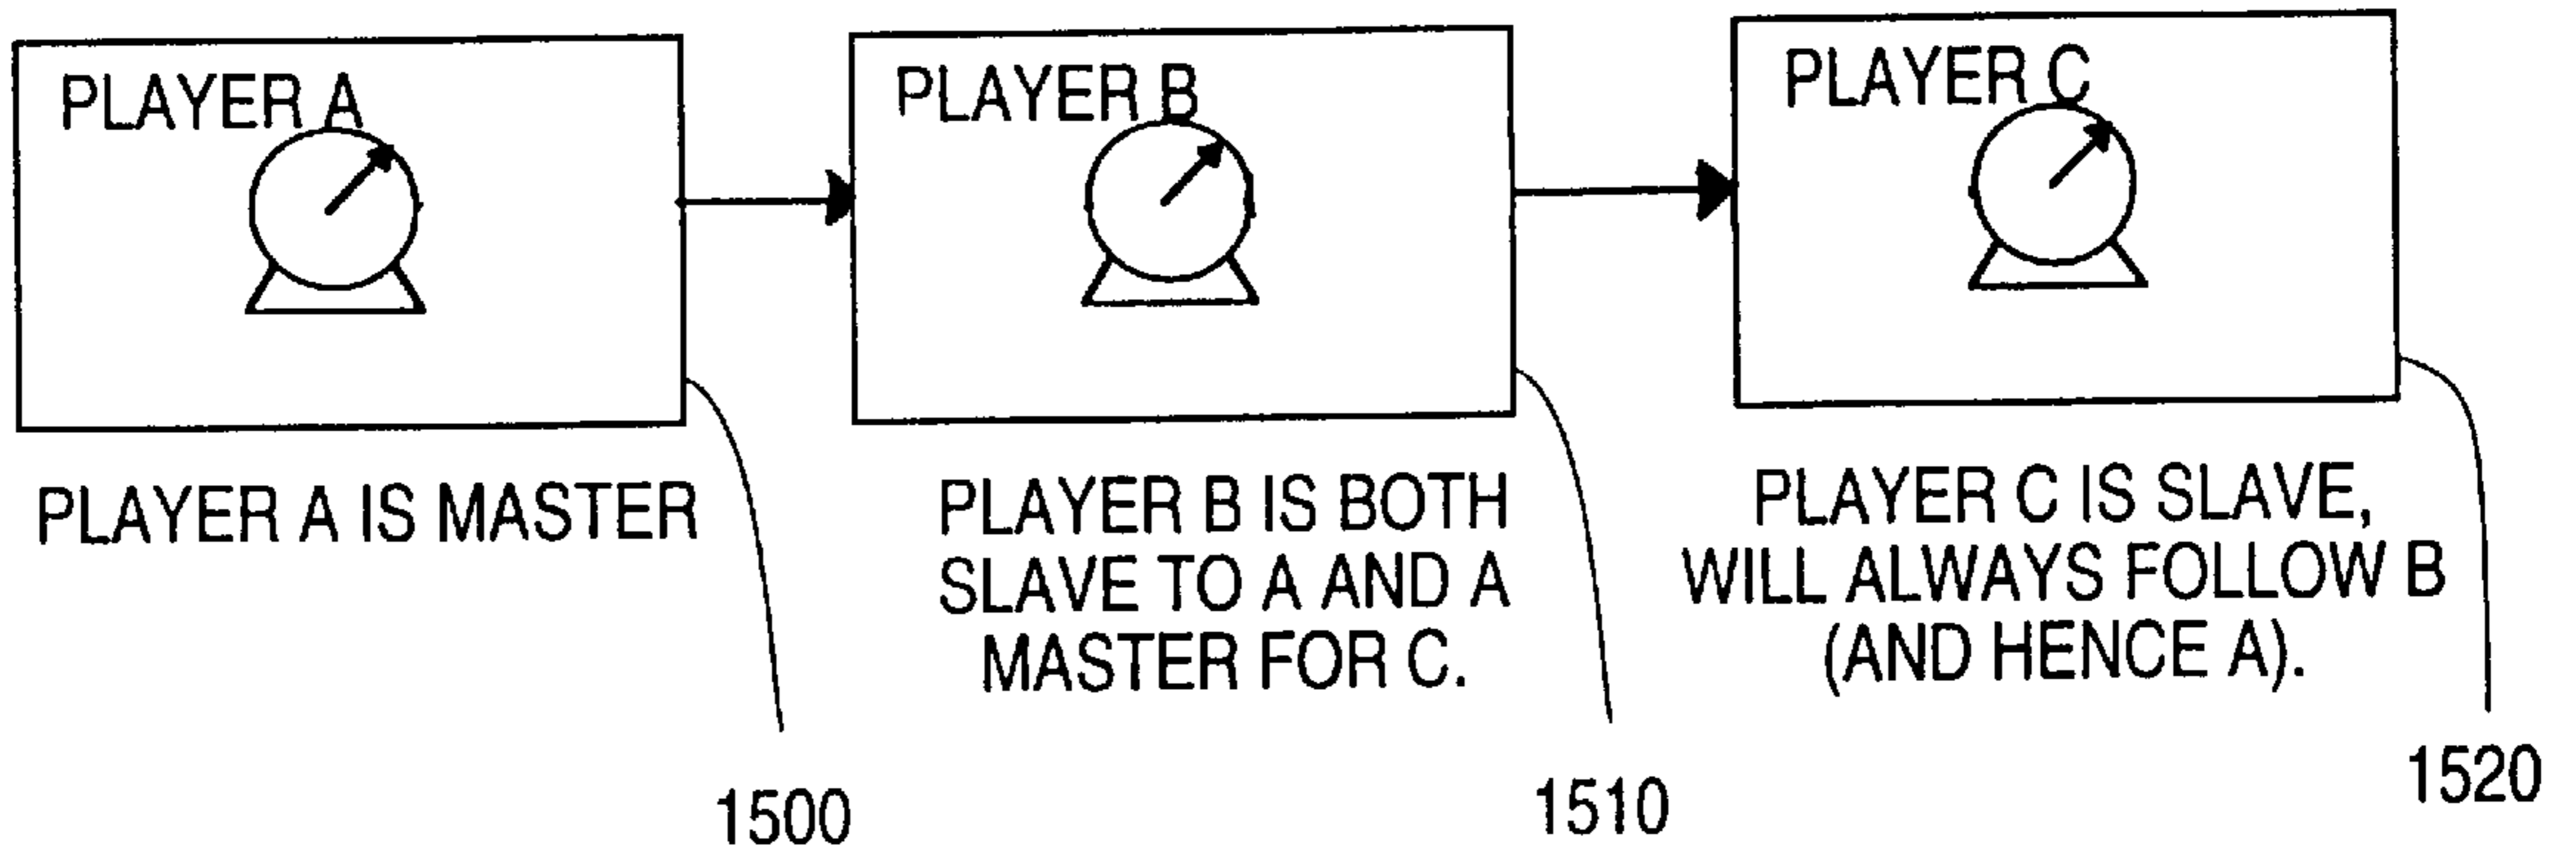 PLAYER A
PLAYER B
PLAYER C
PLAYER A IS MASTER
PLAYER B IS BOTH
SLAVE TO A AND A
MASTER FOR C.
PLAYER C IS SLAVE,
WILL ALWAYS FOLLOW B
(AND HENCE A).
1500
1510
1520